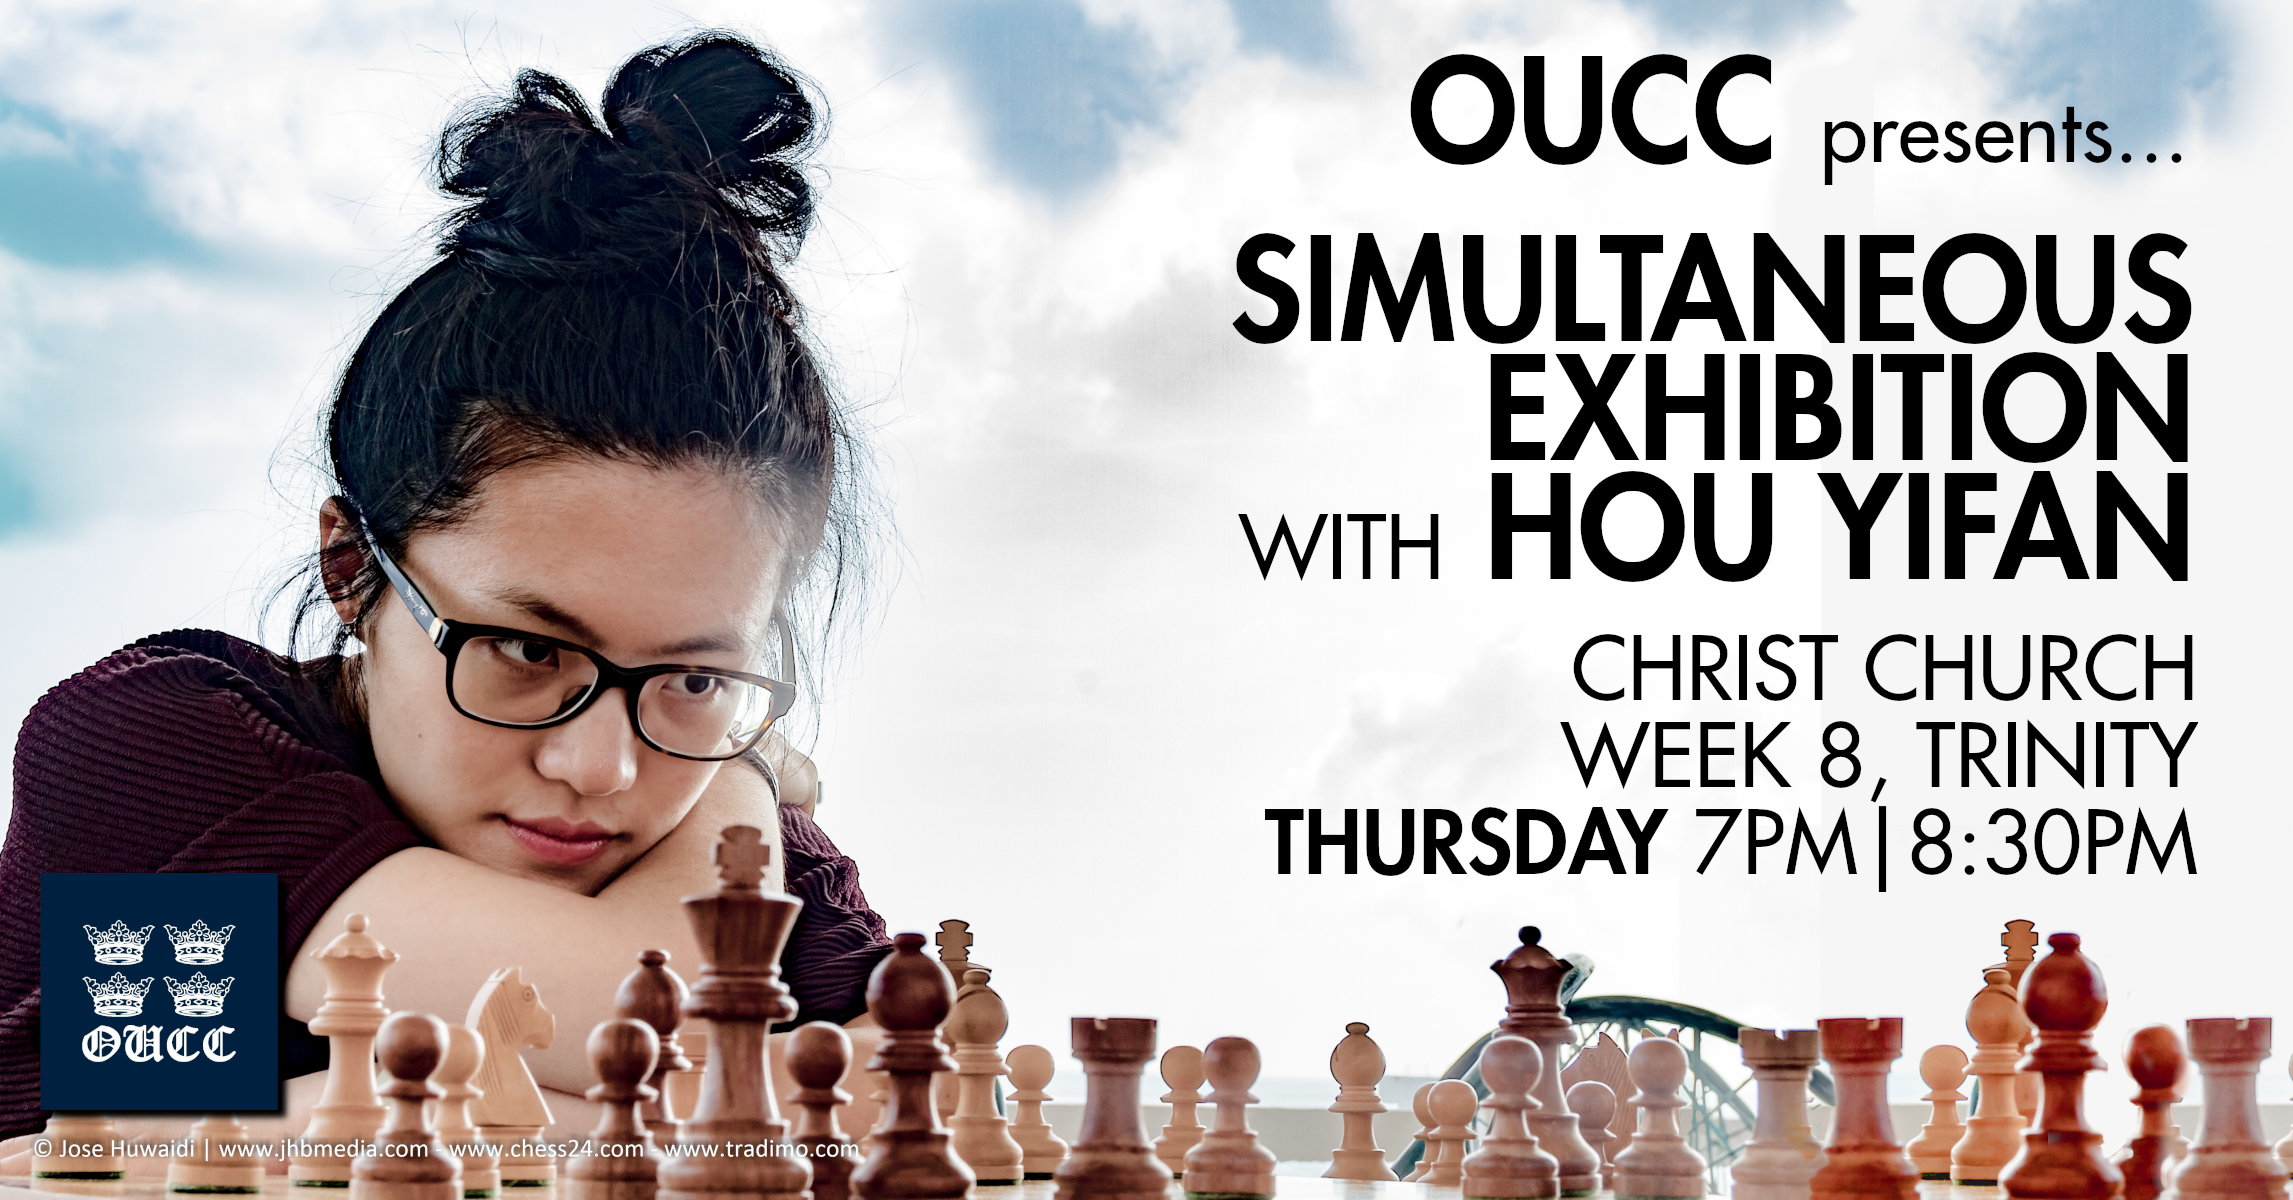 OUCC presents...
SIMULTANEOUS
EXHIBITION
WITH HOU YIFAN
CHRIST CHURCH
WEEK 8, TRINITY
THURSDAY 7PM|8:30PM
OUCC
© Jose Huwaidi | www.jhbmedia.com - www.chess24.com - www.tradimo.com